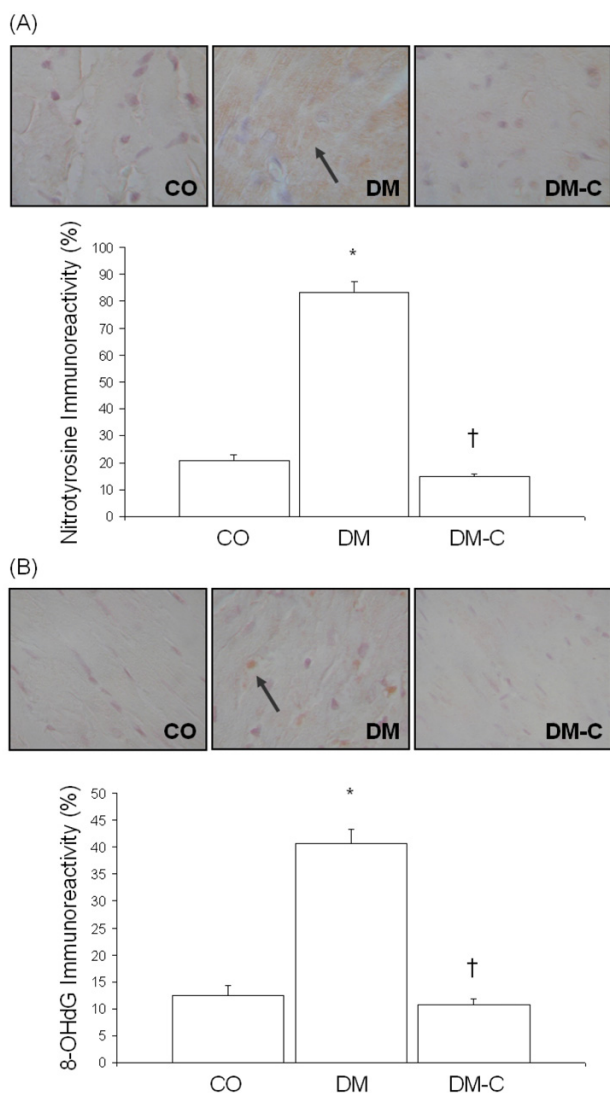 (A)
CO
DM
DM-C
Nitrotyrosine Immunoreactivity (%)
100
90
80
70
60
50
40
30
20
10
0
*
†
CO
DM
DM-C
(B)
CO
DM
DM-C
8-OHdG Immunoreactivity (%)
50
45
40
35
30
25
20
15
10
5
0
*
†
CO
DM
DM-C